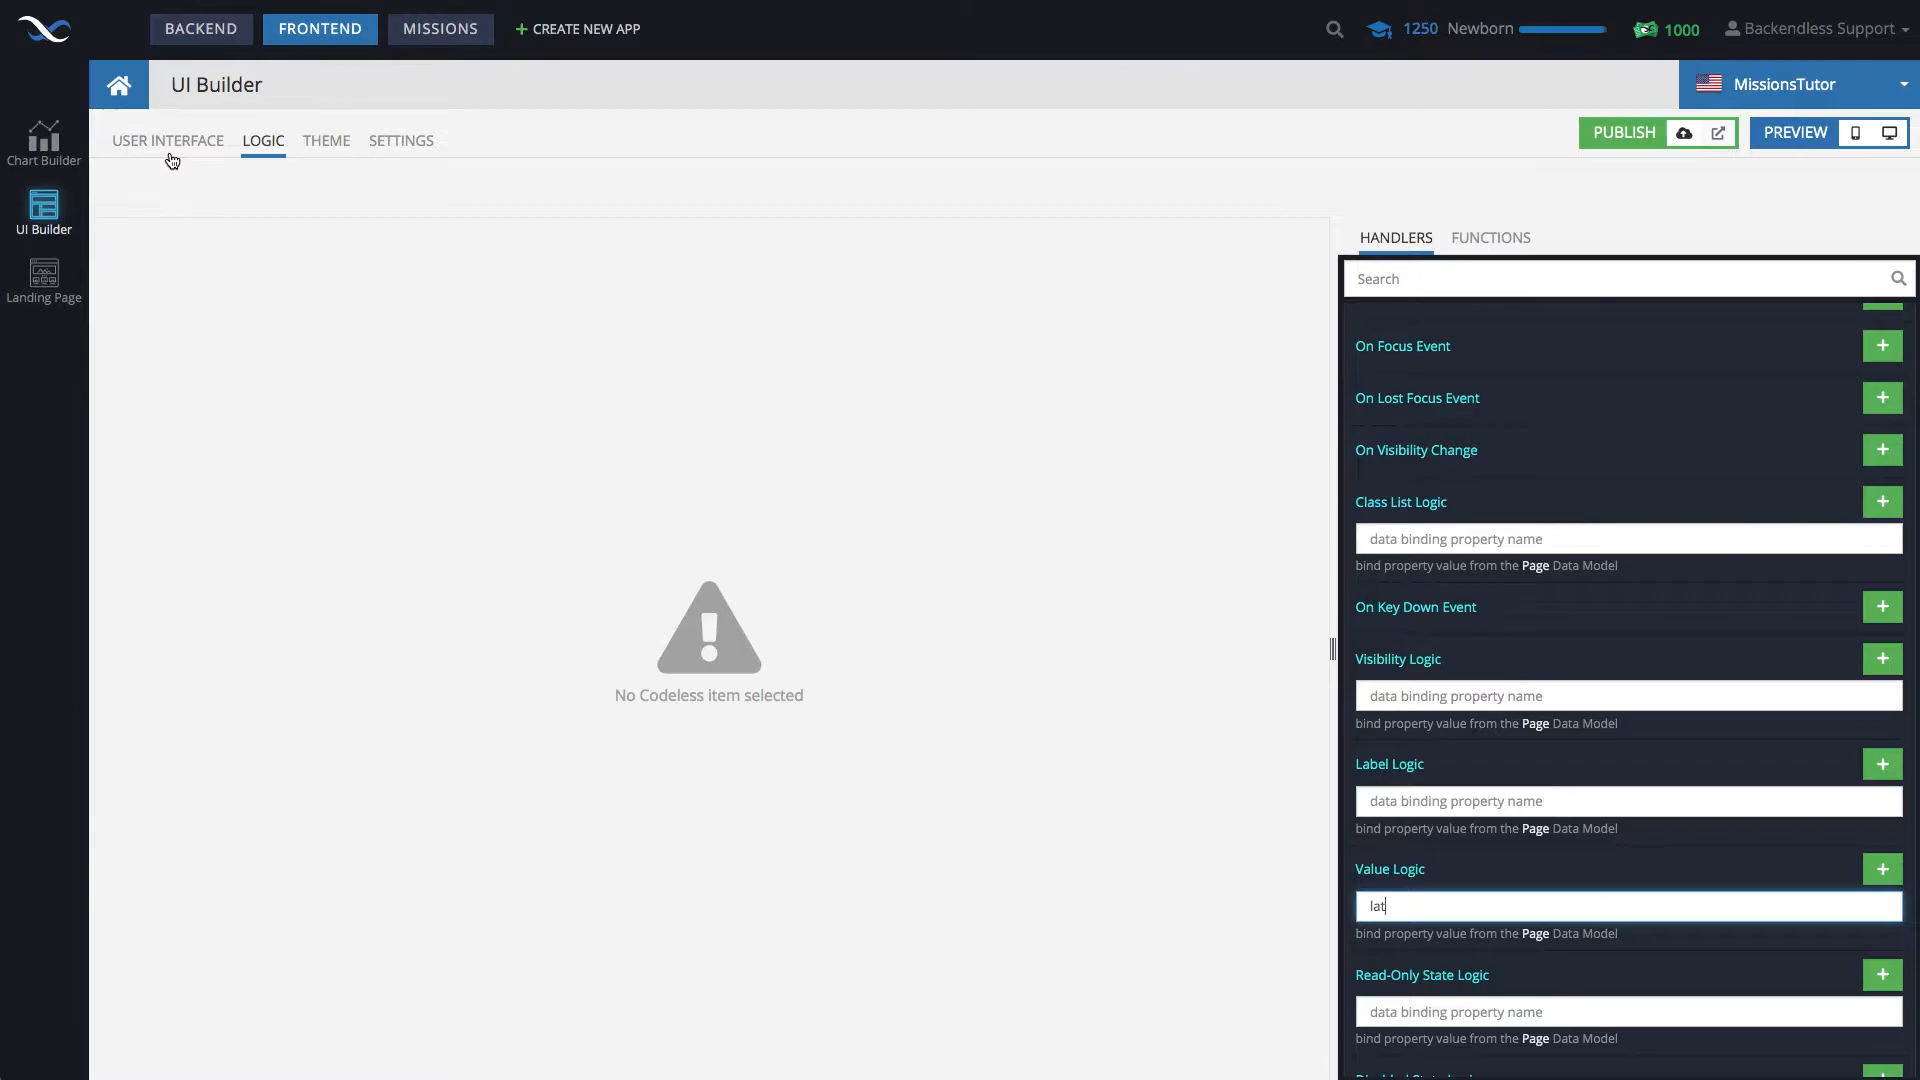 BACKEND FRONTEND MISSIONS + CREATE NEW APP 1250 Newborn 1000 Backendless Support
UI Builder MissionsTutor
USER INTERFACE LOGIC THEME SETTINGS PUBLISH PREVIEW
Chart Builder
UI Builder
Landing Page
HANDLERS FUNCTIONS
Search
On Focus Event
On Lost Focus Event
On Visibility Change
Class List Logic
data binding property name
bind property value from the Page Data Model
On Key Down Event
Visibility Logic
data binding property name
bind property value from the Page Data Model
No Codeless item selected
Label Logic
data binding property name
bind property value from the Page Data Model
Value Logic
lat
bind property value from the Page Data Model
Read-Only State Logic
data binding property name
bind property value from the Page Data Model